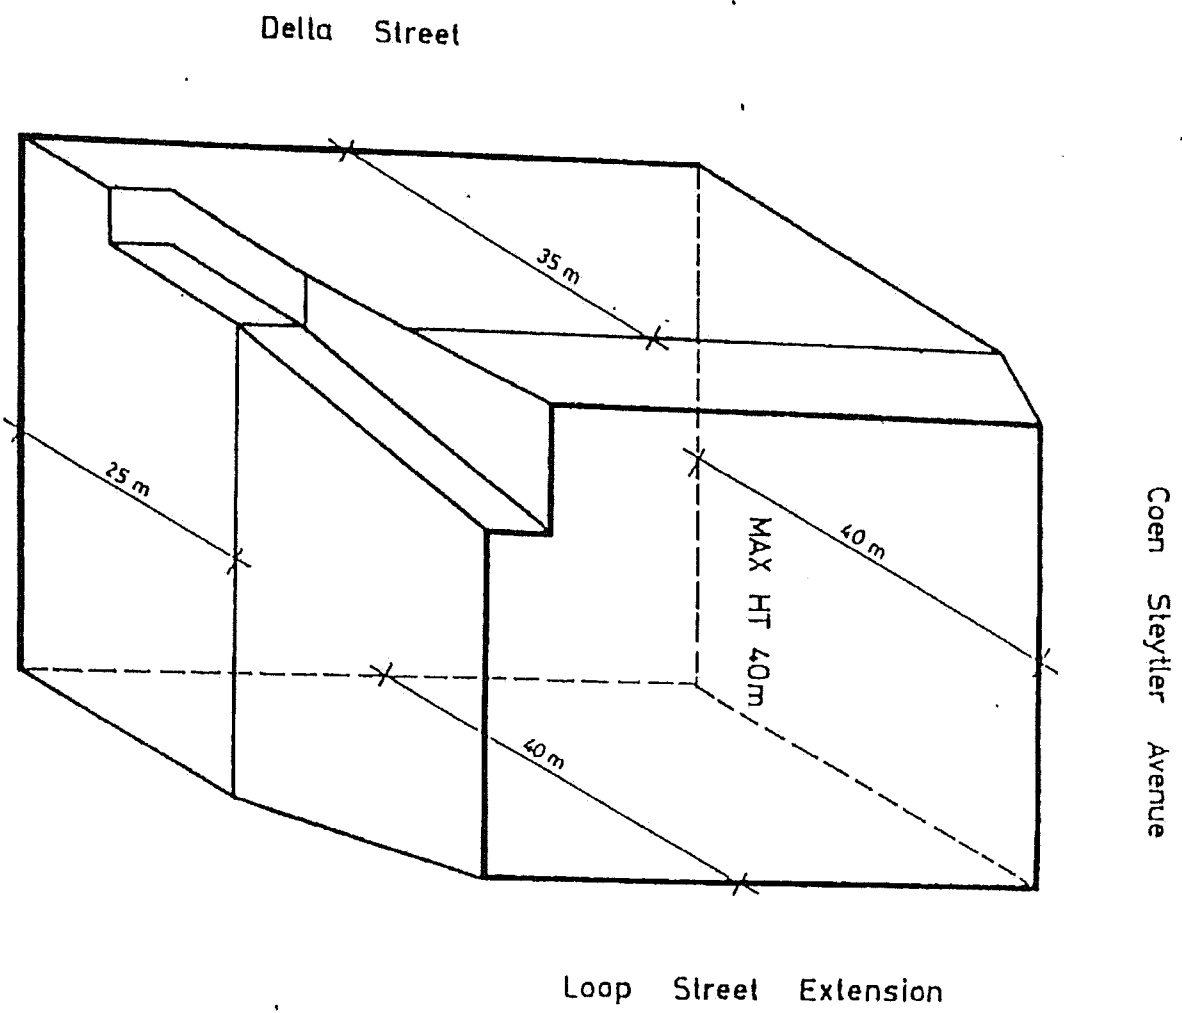 Della Street
35 m
25 m
40 m
MAX HT 40m
40 m
Coen Steytler Avenue
Loop Street Extension